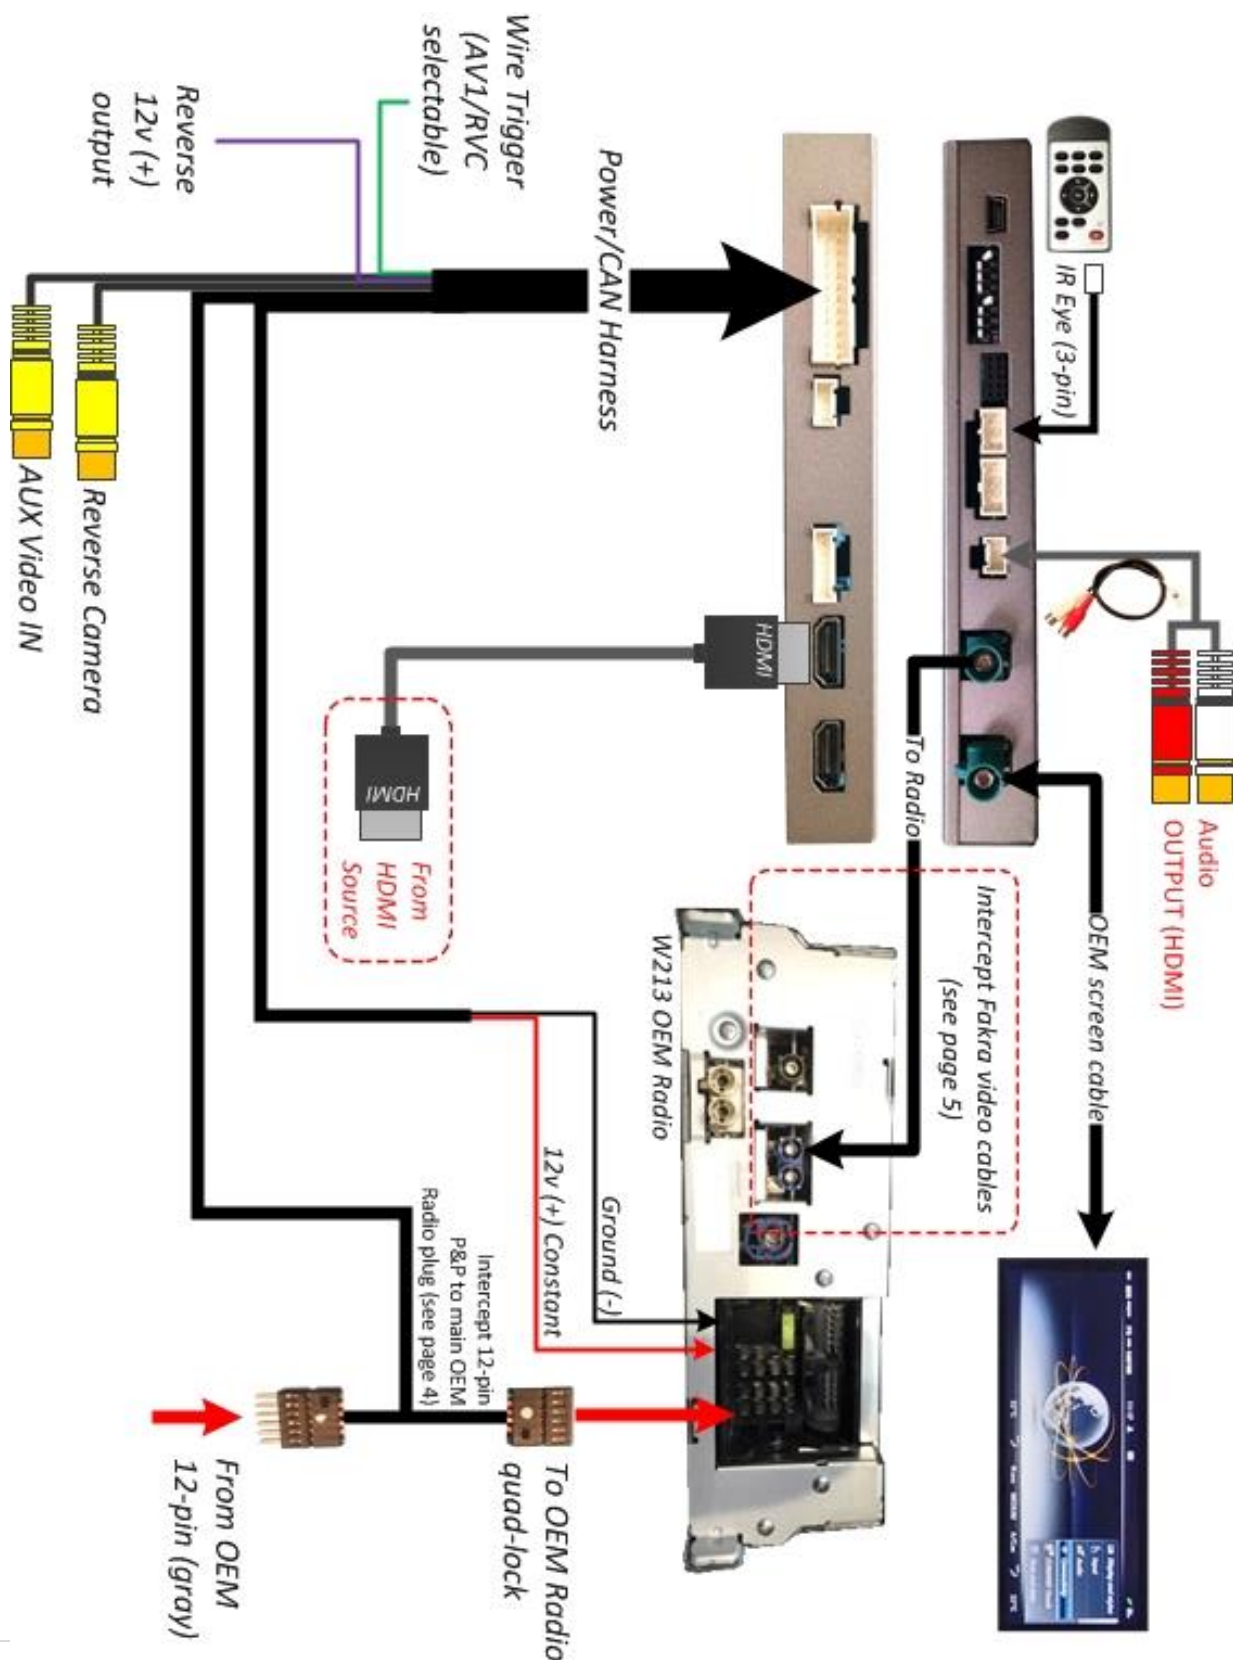 IR Eye (3-pin)
Audio
OUTPUT (HDMI)
To Radio
OEM screen cable
Intercept Fakra video cables
(see page 5)
Wire Trigger
(AV1/RVC
selectable)
Power/CAN Harness
HDMI
HDMI
From
HDMI
Source
W213 OEM Radio
Reverse
12v (+)
output
Reverse Camera
AUX Video IN
Ground (-)
12v (+) Constant
Intercept 12-pin
P&P to main OEM
Radio plug (see page 4)
To OEM Radio
quad-lock
From OEM
12-pin (gray)